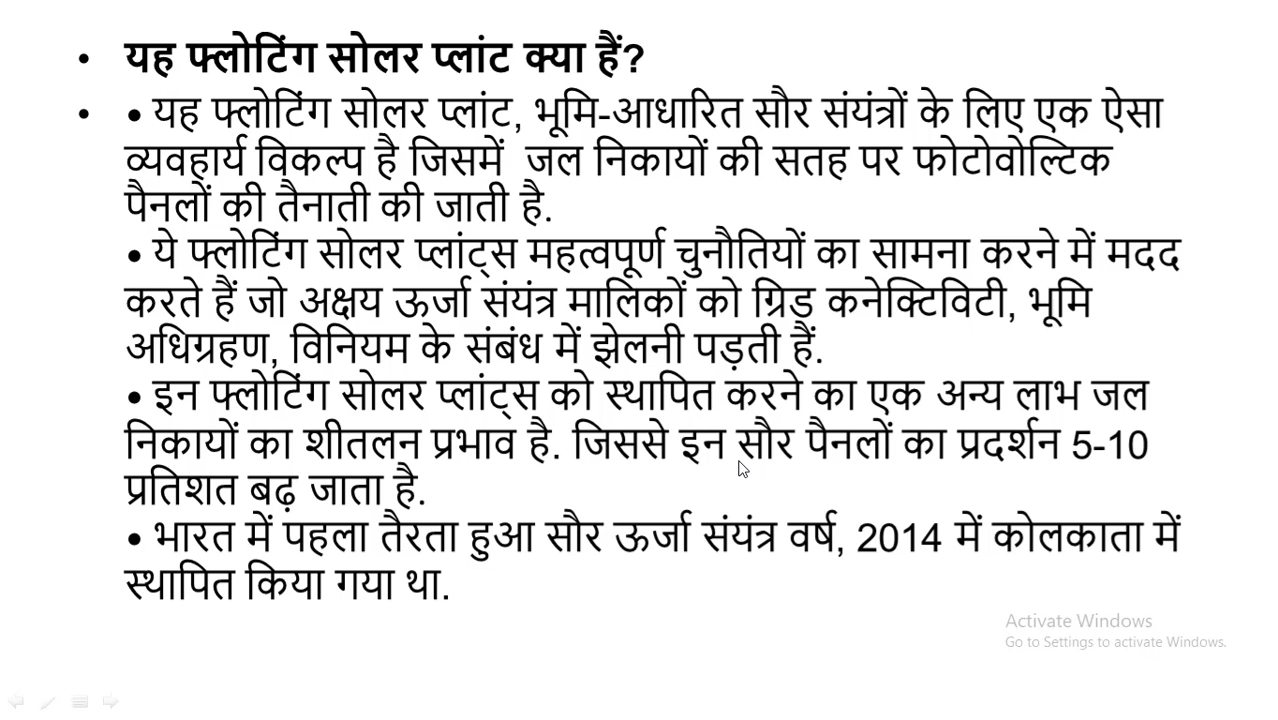 • यह फ्लोटिंग सोलर प्लांट क्या हैं?
• • यह फ्लोटिंग सोलर प्लांट, भूमि-आधारित सौर संयंत्रों के लिए एक ऐसा
व्यवहार्य विकल्प है जिसमें जल निकायों की सतह पर फोटोवोल्टिक
पैनलों की तैनाती की जाती है.
• ये फ्लोटिंग सोलर प्लांट्स महत्वपूर्ण चुनौतियों का सामना करने में मदद
करते हैं जो अक्षय ऊर्जा संयंत्र मालिकों को ग्रिड कनेक्टिविटी, भूमि
अधिग्रहण, विनियम के संबंध में झेलनी पड़ती हैं.
• इन फ्लोटिंग सोलर प्लांट्स को स्थापित करने का एक अन्य लाभ जल
निकायों का शीतलन प्रभाव है. जिससे इन सौर पैनलों का प्रदर्शन 5-10
प्रतिशत बढ़ जाता है.
• भारत में पहला तैरता हुआ सौर ऊर्जा संयंत्र वर्ष, 2014 में कोलकाता में
स्थापित किया गया था.
Activate Windows
Go to Settings to activate Windows.